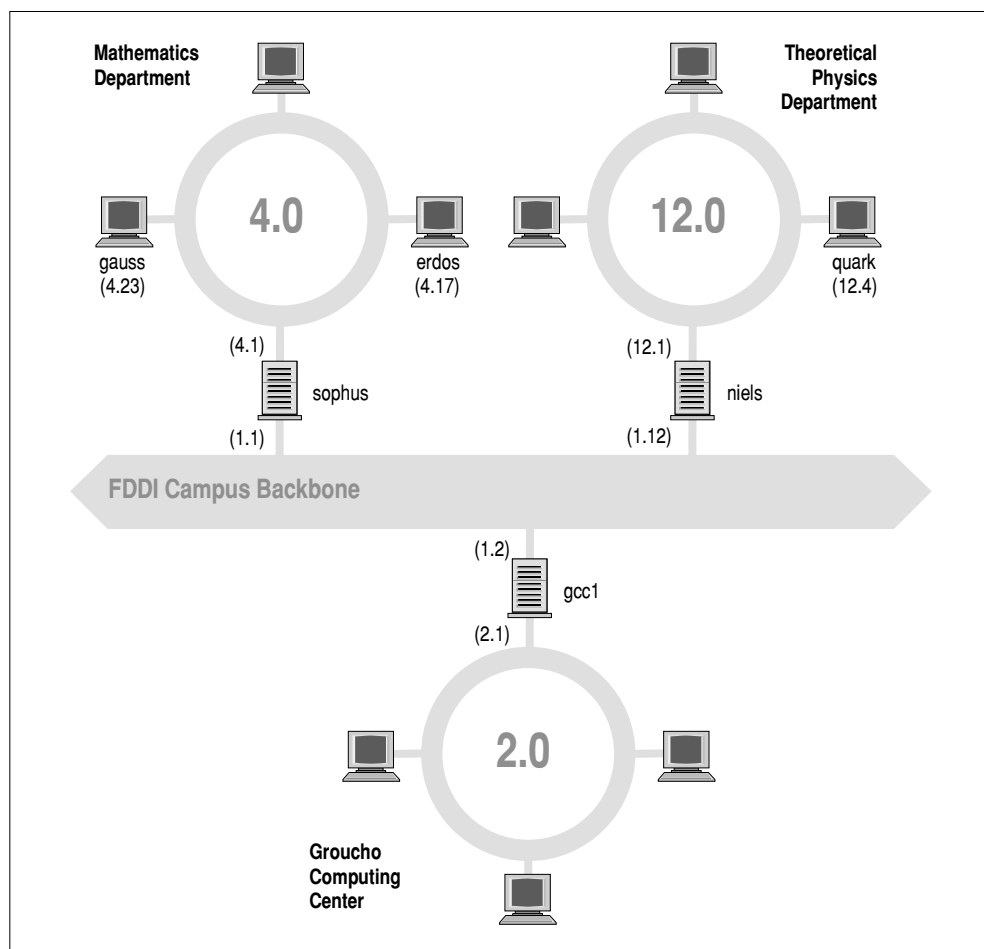 Mathematics
Department
Theoretical
Physics
Department
4.0
12.0
gauss
(4.23)
erdos
(4.17)
quark
(12.4)
(4.1)
sophus
(1.1)
(12.1)
niels
(1.12)
FDDI Campus Backbone
(1.2)
gcc1
(2.1)
2.0
Groucho
Computing
Center